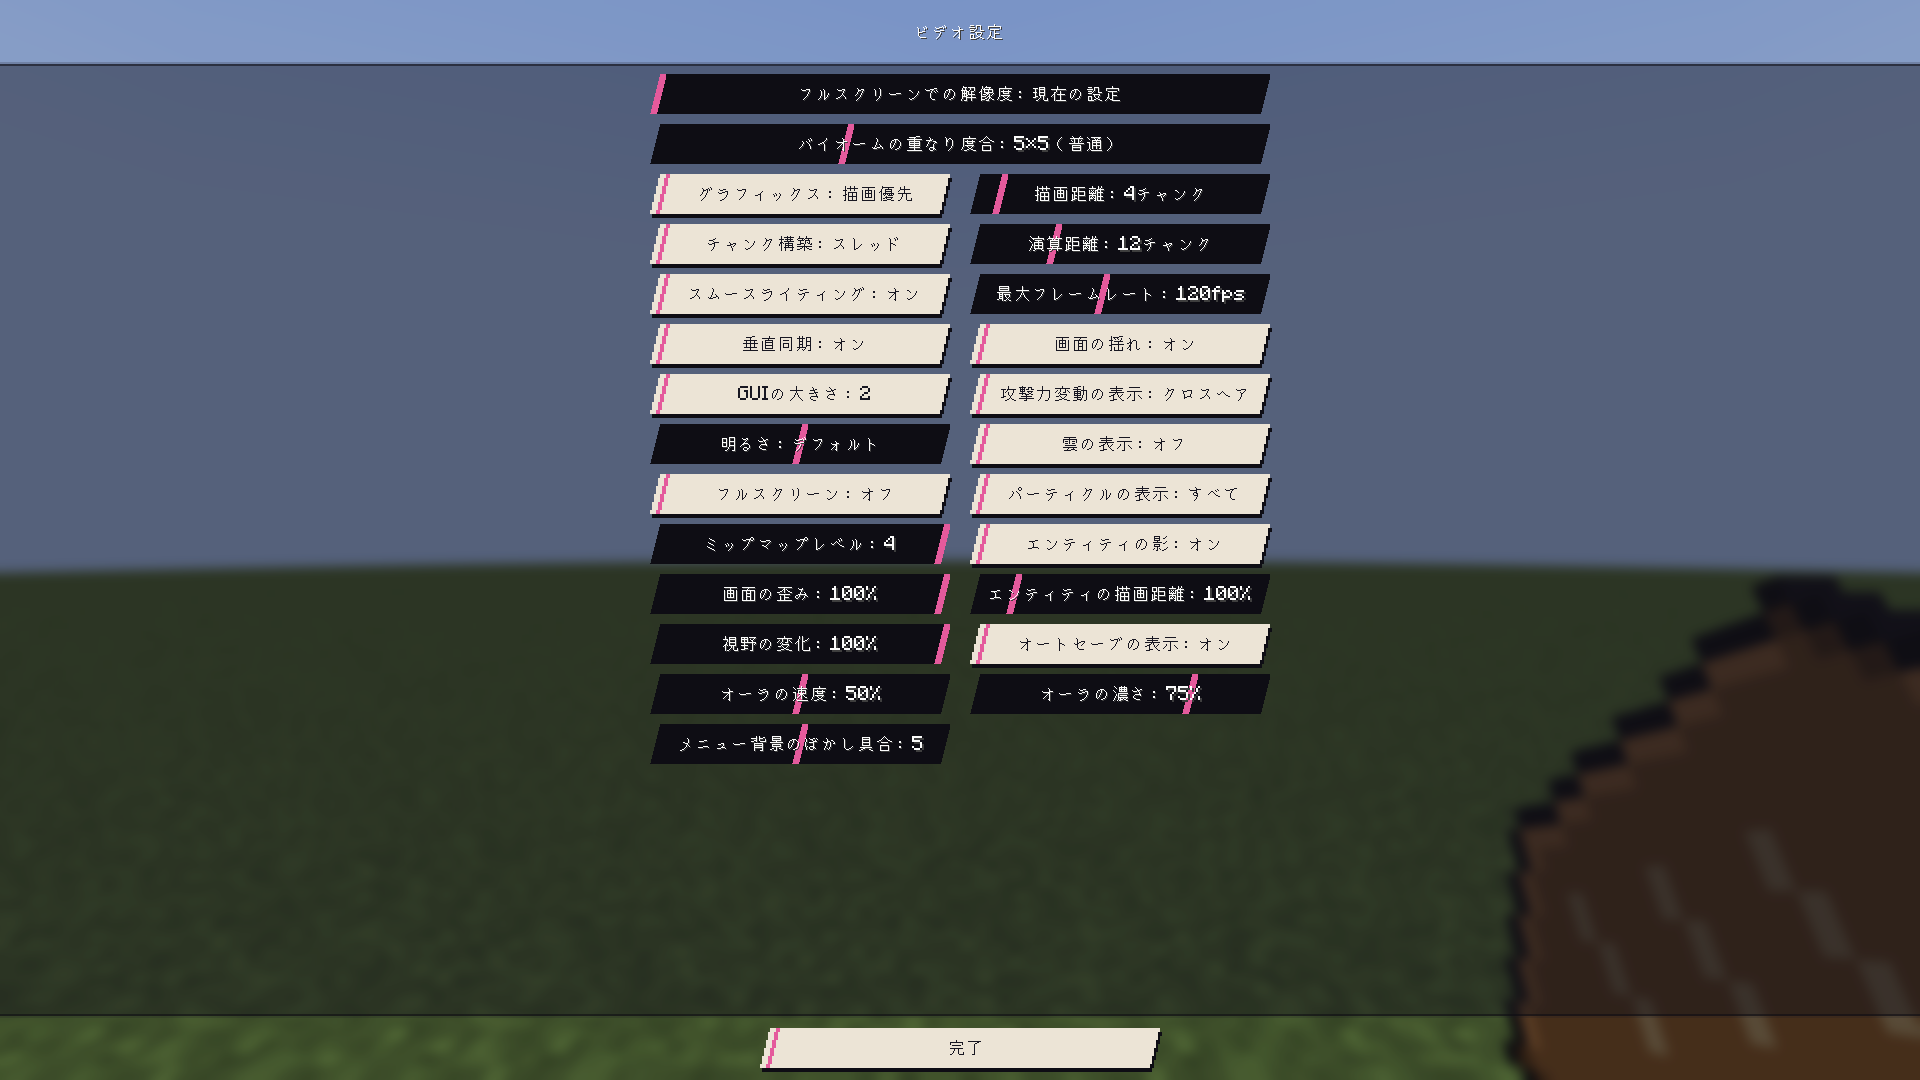 ビデオ設定
フルスクリーンでの解像度: 現在の設定
バイオームの重なり度合: 5×5（普通）
グラフィックス: 描画優先
描画距離: 4チャンク
チャンク構築: スレッド
演算距離: 12チャンク
スムースライティング: オン
最大フレームレート: 120fps
垂直同期: オン
画面の揺れ: オン
GUIの大きさ: 2
攻撃力変動の表示: クロスヘア
明るさ: デフォルト
雲の表示: オフ
フルスクリーン: オフ
パーティクルの表示: すべて
ミップマップレベル: 4
エンティティの影: オン
画面の歪み: 100%
エンティティの描画距離: 100%
視野の変化: 100%
オートセーブの表示: オン
オーラの速度: 50%
オーラの濃さ: 75%
メニュー背景のぼかし具合: 5
完了